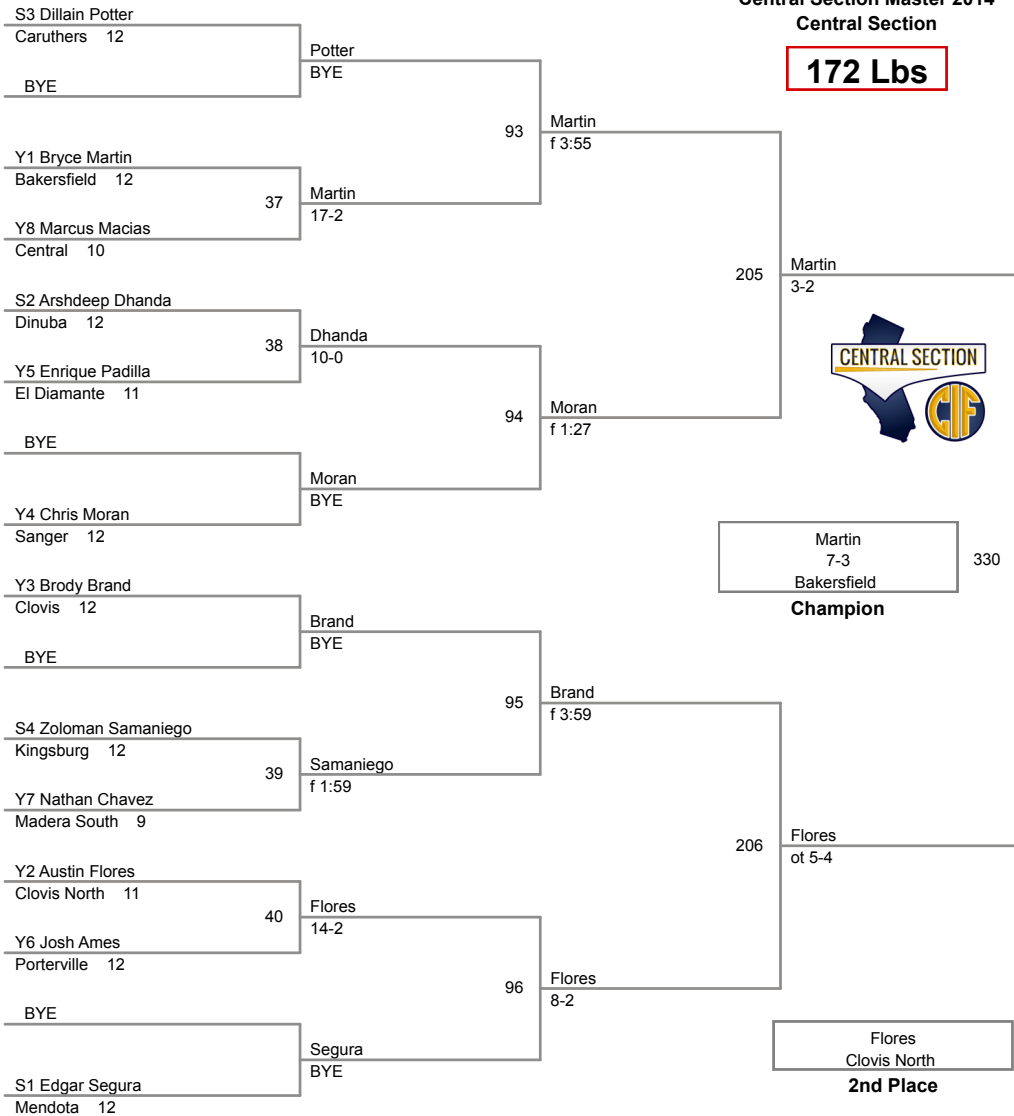 Central Section Master 2014
Central Section
172 Lbs
S3 Dillain Potter
Caruthers 12
BYE
Potter
BYE
93
Martin
f 3:55
Y1 Bryce Martin
Bakersfield 12
37
Martin
17-2
Y8 Marcus Macias
Central 10
205
Martin
3-2
S2 Arshdeep Dhanda
Dinuba 12
38
Dhanda
10-0
Y5 Enrique Padilla
El Diamante 11
94
Moran
f 1:27
BYE
Moran
BYE
Y4 Chris Moran
Sanger 12
CENTRAL SECTION
CIF
Martin
7-3
Bakersfield
330
Champion
Y3 Brody Brand
Clovis 12
Brand
BYE
BYE
95
Brand
f 3:59
S4 Zoloman Samaniego
Kingsburg 12
39
Samaniego
f 1:59
Y7 Nathan Chavez
Madera South 9
206
Flores
ot 5-4
Y2 Austin Flores
Clovis North 11
40
Flores
14-2
Y6 Josh Ames
Porterville 12
96
Flores
8-2
BYE
Segura
BYE
S1 Edgar Segura
Mendota 12
Flores
Clovis North
2nd Place